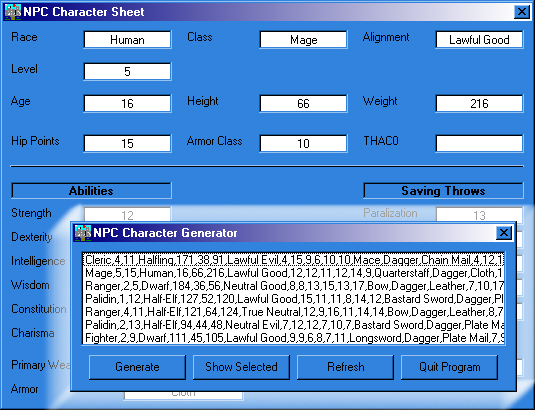 NPC Character Sheet
Race Human Class Mage Alignment Lawful Good
Level 5
Age 16 Height 66 Weight 216
Hip Points 15 Armor Class 10 THAC0
Abilities Saving Throws
Strength 12 Paralization 13
Dexterity
Intelligence
Wisdom
Constitution
Charisma
Primary Wea
Armor Cloth
NPC Character Generator
Cleric,4,11,Halfling,171,38,91,Lawful Evil,4,15,9,6,10,10,Mace,Dagger,Chain Mail,4,12,1
Mage,5,15,Human,16,66,216,Lawful Good,12,12,11,12,14,9,Quarterstaff,Dagger,Cloth,1
Ranger,2,5,Dwarf,184,36,56,Neutral Good,8,8,13,15,13,17,Bow,Dagger,Leather,7,10,17
Palidin,1,12,Half-Elf,127,52,120,Lawful Good,15,11,11,8,14,12,Bastard Sword,Dagger,Pl
Ranger,4,11,Half-Elf,121,64,124,True Neutral,12,9,16,11,14,14,Bow,Dagger,Leather,8,7
Palidin,2,13,Half-Elf,94,44,48,Neutral Evil,7,12,12,7,10,7,Bastard Sword,Dagger,Plate Ma
Fighter,2,9,Dwarf,111,45,105,Lawful Good,9,9,6,8,7,11,Longsword,Dagger,Plate Mail,7,9
Generate Show Selected Refresh Quit Program